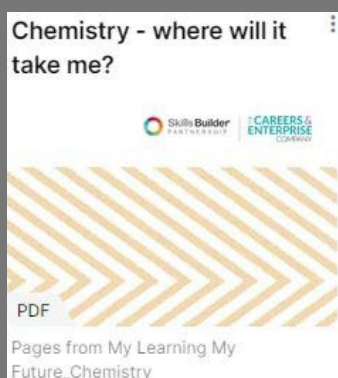 Chemistry - where will it
take me?
Skills Builder
PARTNERSHIP
THE CAREERS &
ENTERPRISE
COMPANY
PDF
Pages from My Learning My
Future_Chemistry